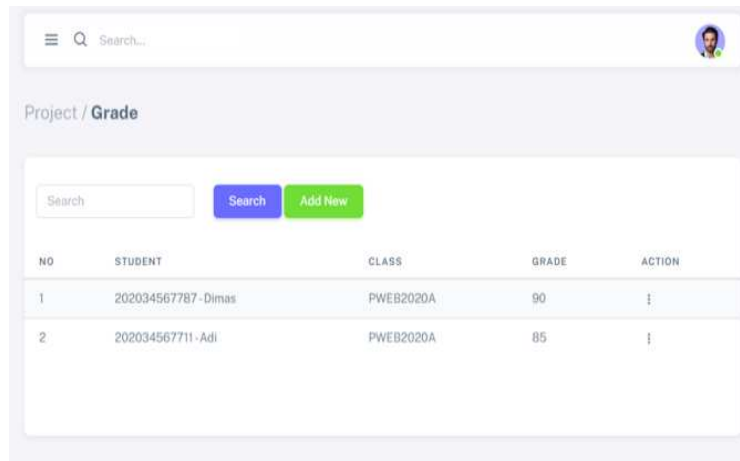 Search...
Project / Grade
Search Search Add New
NO STUDENT CLASS GRADE ACTION
1 202034567787 - Dimas PWEB2020A 90
2 202034567711 - Adi PWEB2020A 85